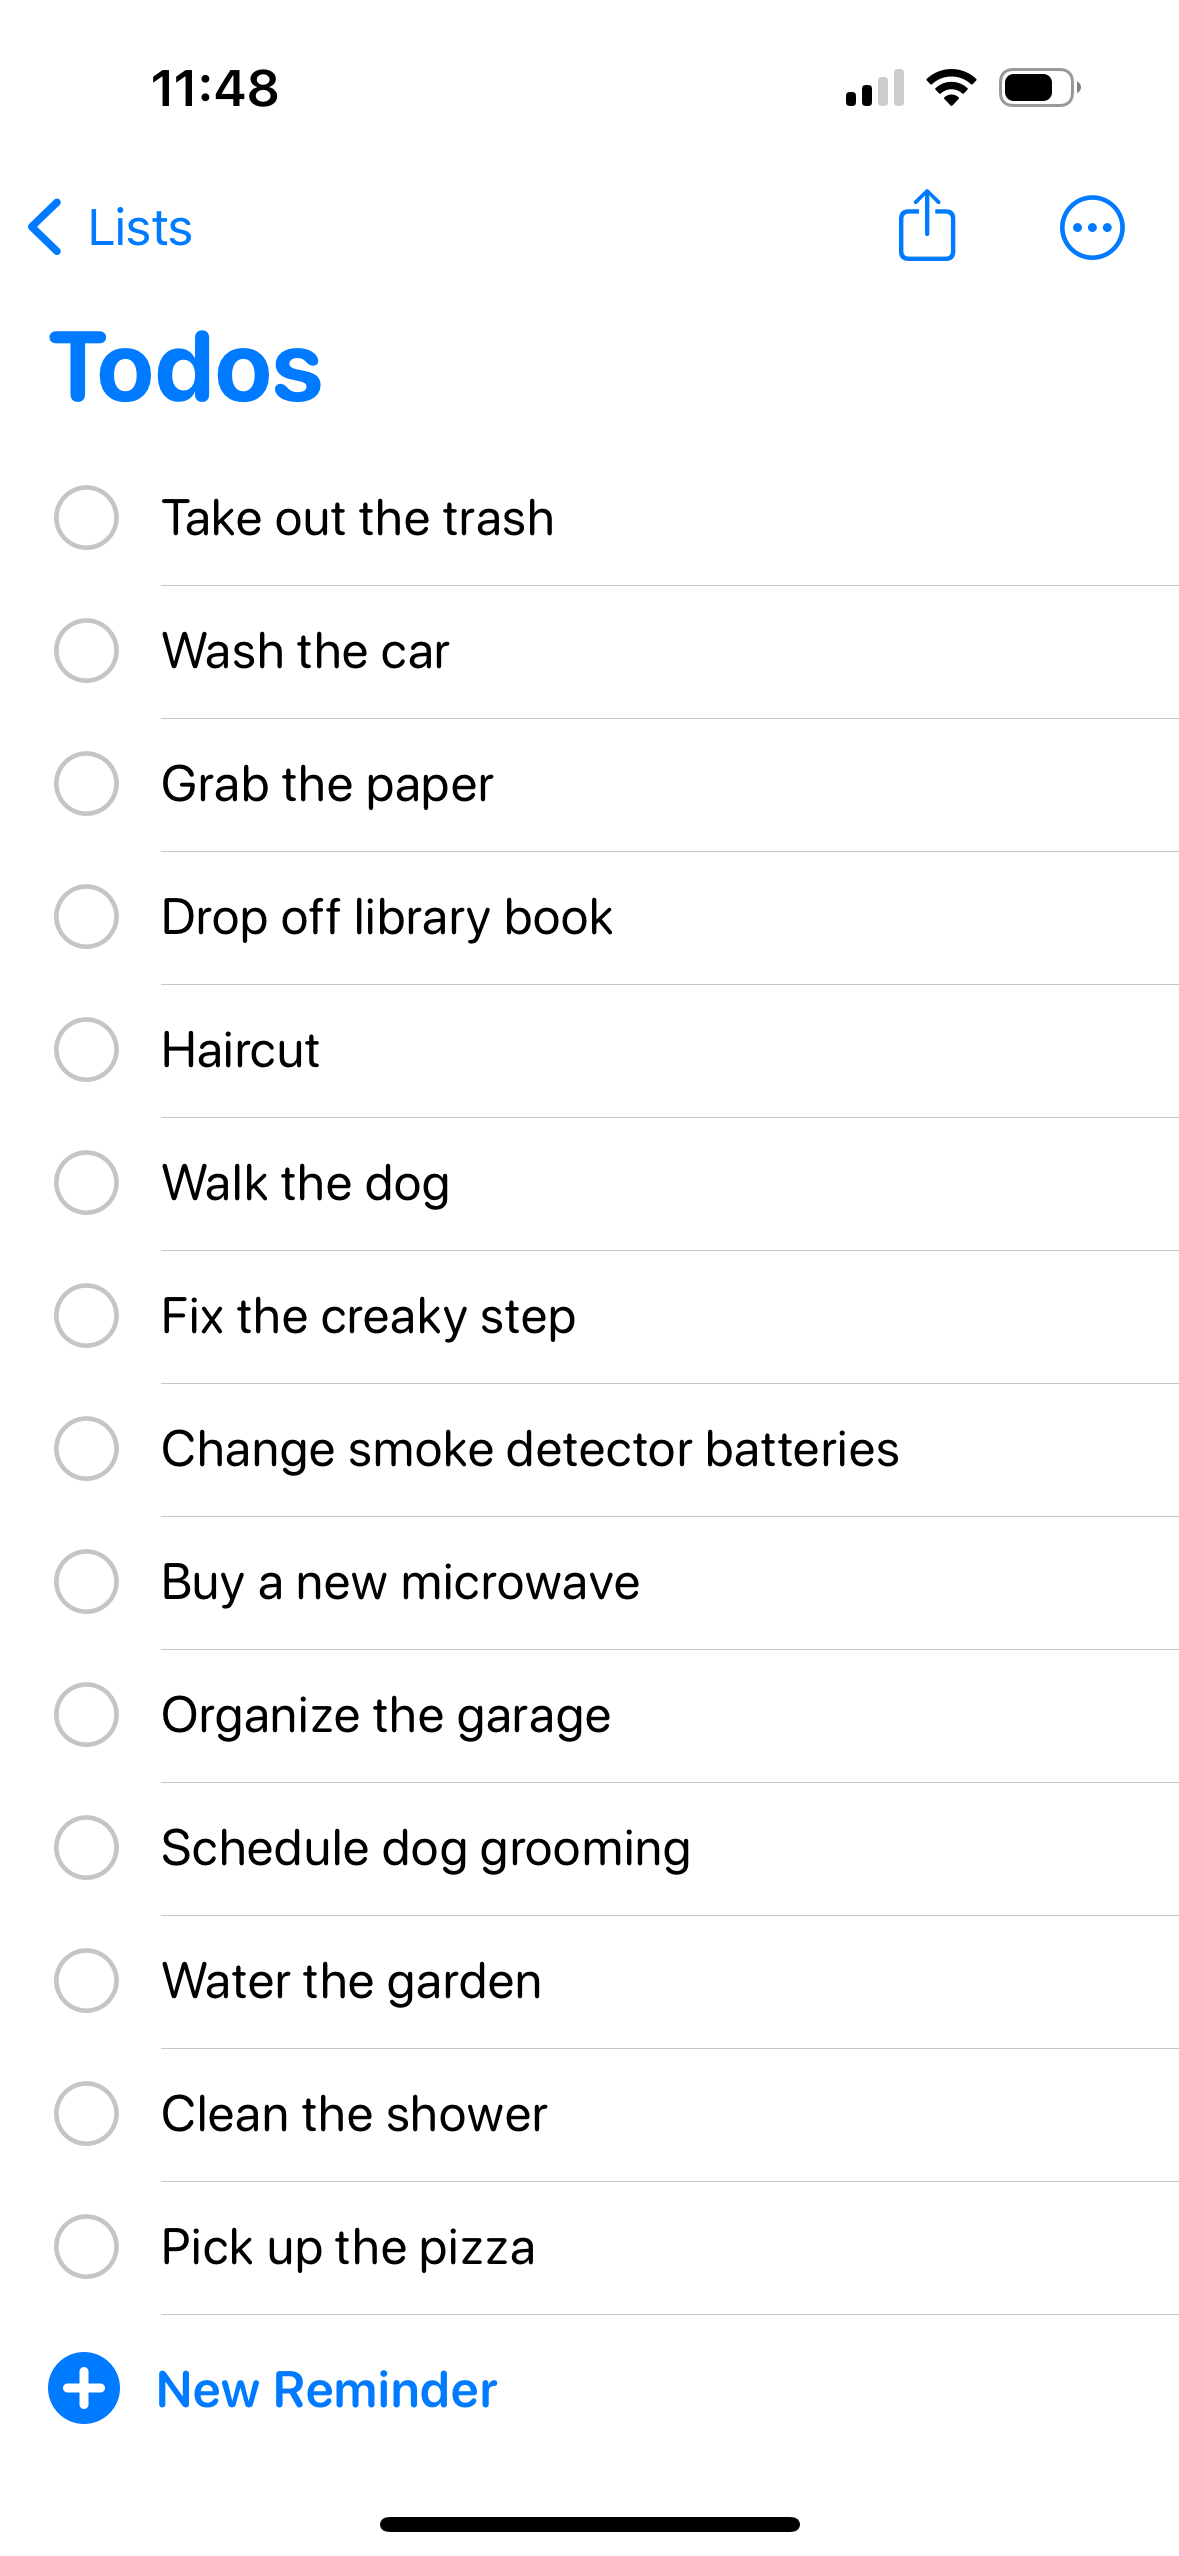 11:48
Lists
Todos
Take out the trash
Wash the car
Grab the paper
Drop off library book
Haircut
Walk the dog
Fix the creaky step
Change smoke detector batteries
Buy a new microwave
Organize the garage
Schedule dog grooming
Water the garden
Clean the shower
Pick up the pizza
New Reminder